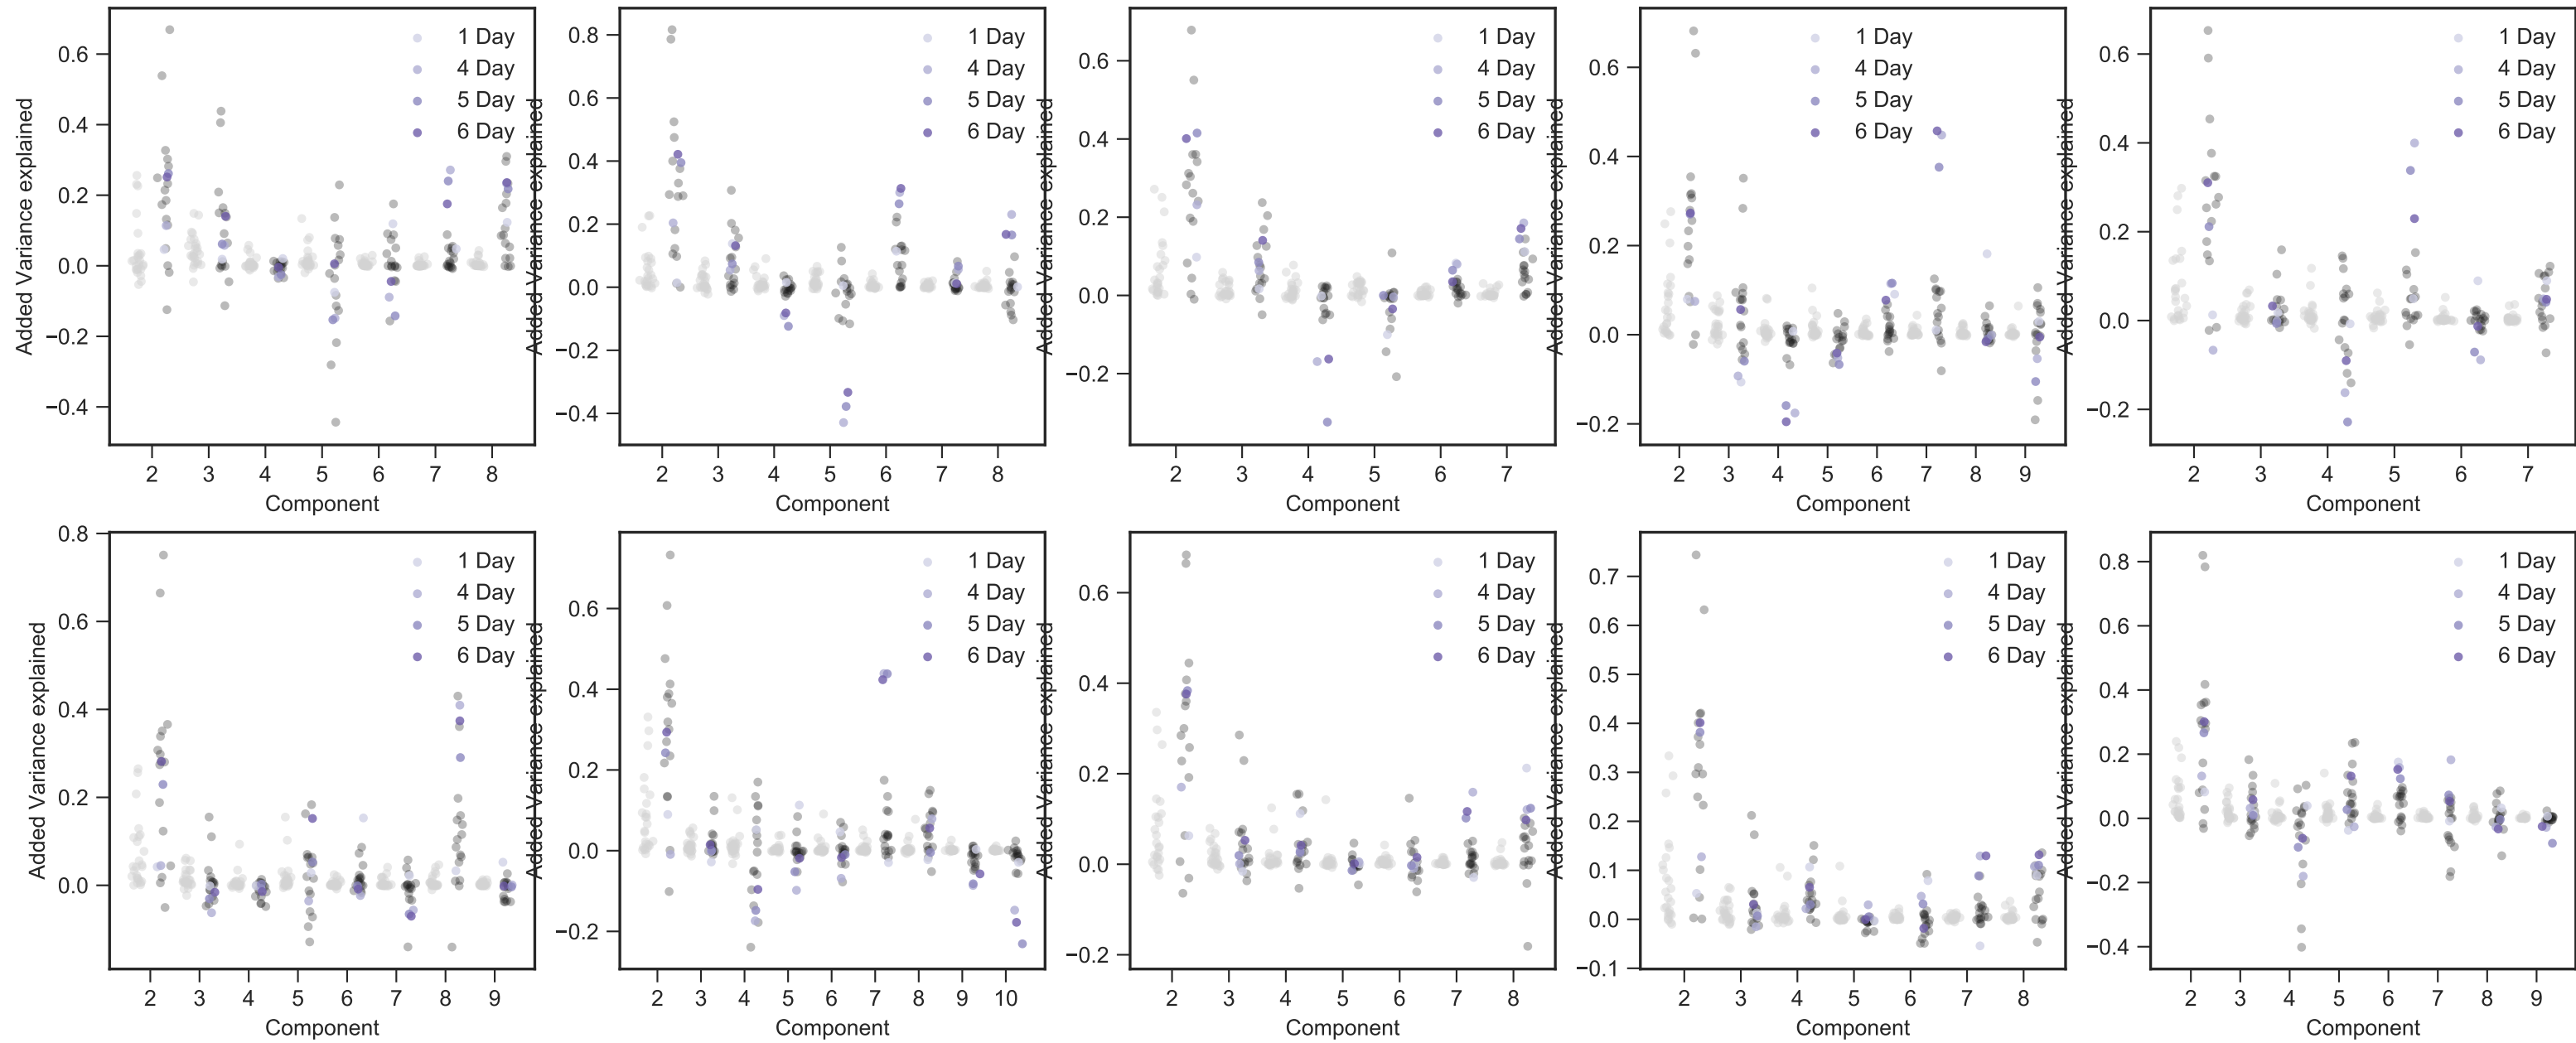 Added Variance explained
0.6
0.4
0.2
0.0
−0.2
−0.4
2 3 4 5 6 7 8
Component
1 Day
4 Day
5 Day
6 Day
Added Variance explained
0.8
0.6
0.4
0.2
0.0
−0.2
−0.4
2 3 4 5 6 7 8
Component
1 Day
4 Day
5 Day
6 Day
Added Variance explained
0.6
0.4
0.2
0.0
−0.2
2 3 4 5 6 7
Component
1 Day
4 Day
5 Day
6 Day
Added Variance explained
0.6
0.4
0.2
0.0
−0.2
2 3 4 5 6 7 8 9
Component
1 Day
4 Day
5 Day
6 Day
Added Variance explained
0.6
0.4
0.2
0.0
−0.2
2 3 4 5 6 7
Component
1 Day
4 Day
5 Day
6 Day
Added Variance explained
0.8
0.6
0.4
0.2
0.0
2 3 4 5 6 7 8 9
Component
1 Day
4 Day
5 Day
6 Day
Added Variance explained
0.6
0.4
0.2
0.0
−0.2
2 3 4 5 6 7 8 9 10
Component
1 Day
4 Day
5 Day
6 Day
Added Variance explained
0.6
0.4
0.2
0.0
−0.2
2 3 4 5 6 7 8
Component
1 Day
4 Day
5 Day
6 Day
Added Variance explained
0.7
0.6
0.5
0.4
0.3
0.2
0.1
0.0
−0.1
2 3 4 5 6 7 8
Component
1 Day
4 Day
5 Day
6 Day
Added Variance explained
0.8
0.6
0.4
0.2
0.0
−0.2
−0.4
2 3 4 5 6 7 8 9
Component
1 Day
4 Day
5 Day
6 Day